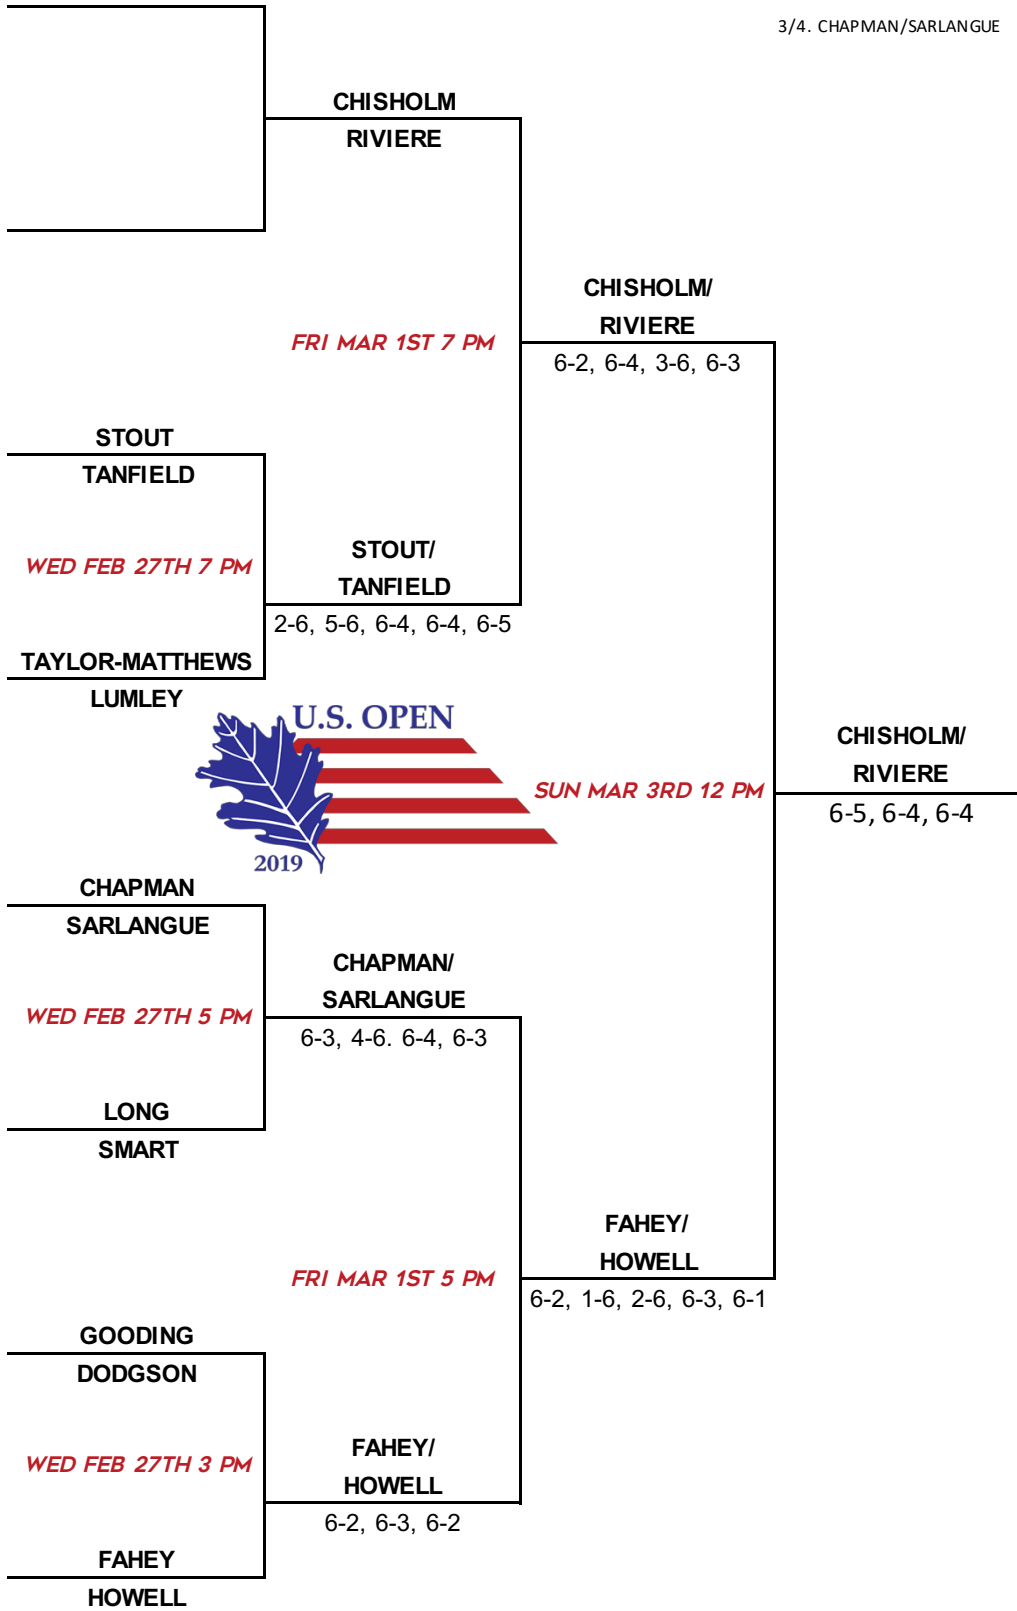 3/4. CHAPMAN/SARLANGUE
CHISHOLM
RIVIERE
CHISHOLM/
RIVIERE
FRI MAR 1ST 7 PM
6-2, 6-4, 3-6, 6-3
STOUT
TANFIELD
WED FEB 27TH 7 PM
STOUT/
TANFIELD
2-6, 5-6, 6-4, 6-4, 6-5
TAYLOR-MATTHEWS
LUMLEY
U.S. OPEN
2019
SUN MAR 3RD 12 PM
CHISHOLM/
RIVIERE
6-5, 6-4, 6-4
CHAPMAN
SARLANGUE
WED FEB 27TH 5 PM
CHAPMAN/
SARLANGUE
6-3, 4-6. 6-4, 6-3
LONG
SMART
FRI MAR 1ST 5 PM
FAHEY/
HOWELL
6-2, 1-6, 2-6, 6-3, 6-1
GOODING
DODGSON
WED FEB 27TH 3 PM
FAHEY/
HOWELL
6-2, 6-3, 6-2
FAHEY
HOWELL